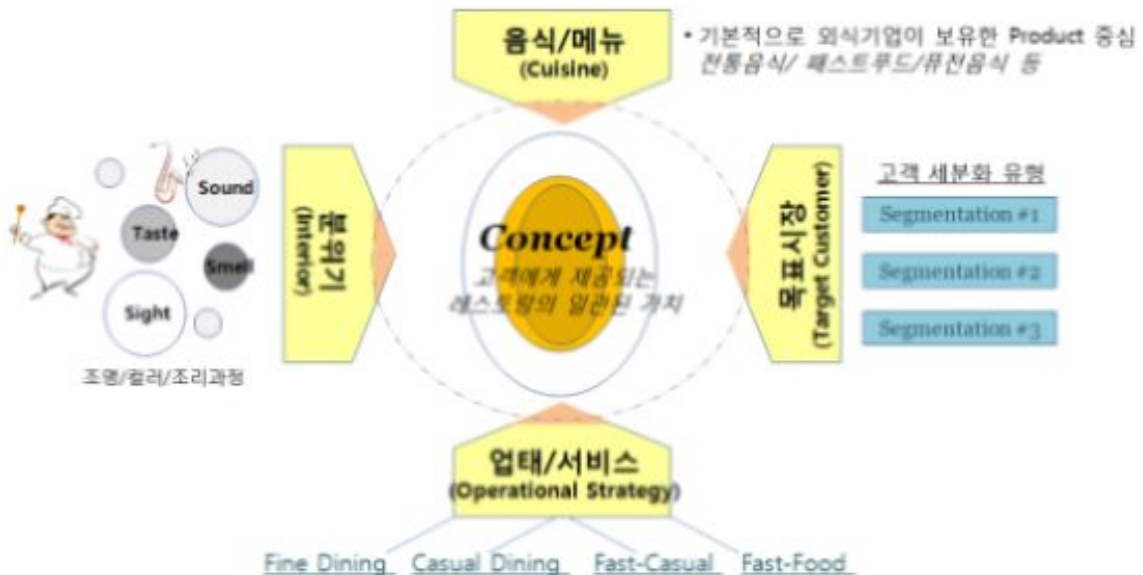 음식/메뉴
(Cuisine)
• 기본적으로 외식기업이 보유한 Product 중심
전통음식/ 패스트푸드/퓨전음식 등
Sound
Taste
Smell
Sight
조명/컬러/조리과정
분위기
(Interior)
Concept
고객에게 제공되는
레스토랑의 일관된 가치
목표시장
(Target Customer)
고객 세분화 유형
Segmentation #1
Segmentation #2
Segmentation #3
업태/서비스
(Operational Strategy)
Fine Dining Casual Dining Fast-Casual Fast-Food